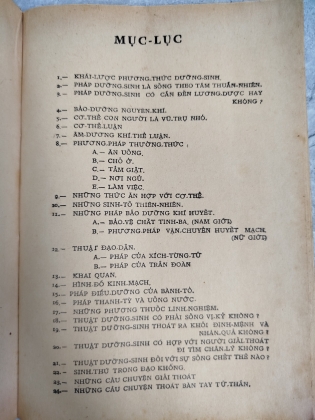 MỤC-LỤC
1.— KHÁI-LƯỢC PHƯƠNG.THỨC DƯỠNG-SINH.
2.— PHÁP DƯỠNG-SINH LÀ SỐNG THEO TÂM THUẦN-NHIÊN.
3.— PHÁP DƯỠNG-SINH CÓ CẦN ĐẾN LƯƠNG.DƯỢC HAY
KHÔNG ?
4.— BẢO-DƯỠNG NGUYÊN.KHÍ.
5.— CƠ.THỂ CON NGƯỜI LÀ VŨ.TRỤ NHỎ.
6.— CƠ-THỂ-LUẬN
7.— ÂM-DƯƠNG KHÍ.THỂ LUẬN.
8.— PHƯƠNG-PHÁP THƯỜNG.THỨC ;
A.— ĂN UỐNG,
B.— CHỖ Ở,
C.— TẮM GIẶT,
D.— NƠI NGỦ,
E.— LÀM VIỆC,
9.— NHỮNG THỨC ĂN HỢP VỚI CƠ.THỂ,
10.— NHỮNG SINH-TỐ THIÊN-NHIÊN,
11.— NHỮNG PHÁP BẢO DƯỠNG KHÍ HUYẾT.
A.— BẢO-VỆ CHẤT TINH-BA, (NAM GIỚI)
B.— PHƯƠNG-PHÁP VẬN.CHUYỂN HUYẾT MẠCH,
(NỮ GIỚI)
12.— THUẬT ĐẠO-DẪN,
A.— PHÁP CỦA XÍCH-TÙNG-TỬ
B.— PHÁP CỦA TRẦN ĐOÀN
13.— KHAI QUAN,
14.— HÌNH-ĐỒ KINH-MẠCH,
15.— PHÁP-ĐIỀU-DƯỠNG CỦA BÀNH-TỔ,
16.— PHÁP THANH-TỲ VÀ UỐNG NƯỚC.
17.— NHỮNG PHƯƠNG THUỐC LINH-NGHIỆM.
18.— THUẬT DƯỠNG-SINH CÓ PHẢI SỐNG VỊ.KỶ KHÔNG ?
19.— THUẬT DƯỠNG-SINH THOÁT RA KHỎI ĐỊNH-MỆNH VÀ
NHÂN.QUẢ KHÔNG ?
20.— THUẬT DƯỠNG-SINH CÓ HỢP VỚI NGƯỜI GIẢI.THOÁT
ĐI TÌM CHÂN.LÝ KHÔNG ?
21.— THUẬT DƯỠNG-SINH ĐỐI VỚI SỰ SỐNG CHẾT THẾ NÀO ?
22.— SINH.THÚ TRONG ĐẠO KHÔNG,
23.— NHỮNG CÂU CHUYỆN GIẢI THOÁT
24.— NHỮNG CÂU CHUYỆN THOÁT BÀN TAY TỬ.THẦN,